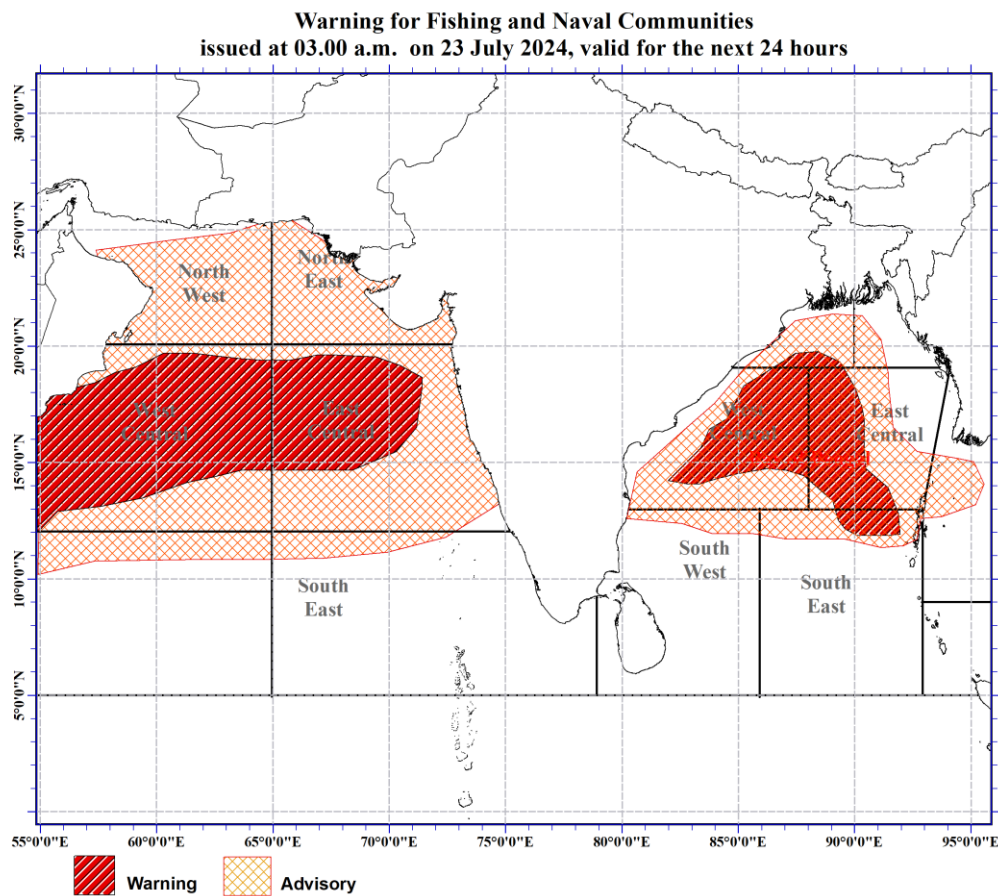 Warning for Fishing and Naval Communities
issued at 03.00 a.m. on 23 July 2024, valid for the next 24 hours
30°0'0"N
25°0'0"N
20°0'0"N
15°0'0"N
10°0'0"N
5°0'0"N
North
West
North
East
West
Central
East
Central
South
East
West
Central
East
Central
South
West
South
East
55°0'0"E
60°0'0"E
65°0'0"E
70°0'0"E
75°0'0"E
80°0'0"E
85°0'0"E
90°0'0"E
95°0'0"E
Warning
Advisory